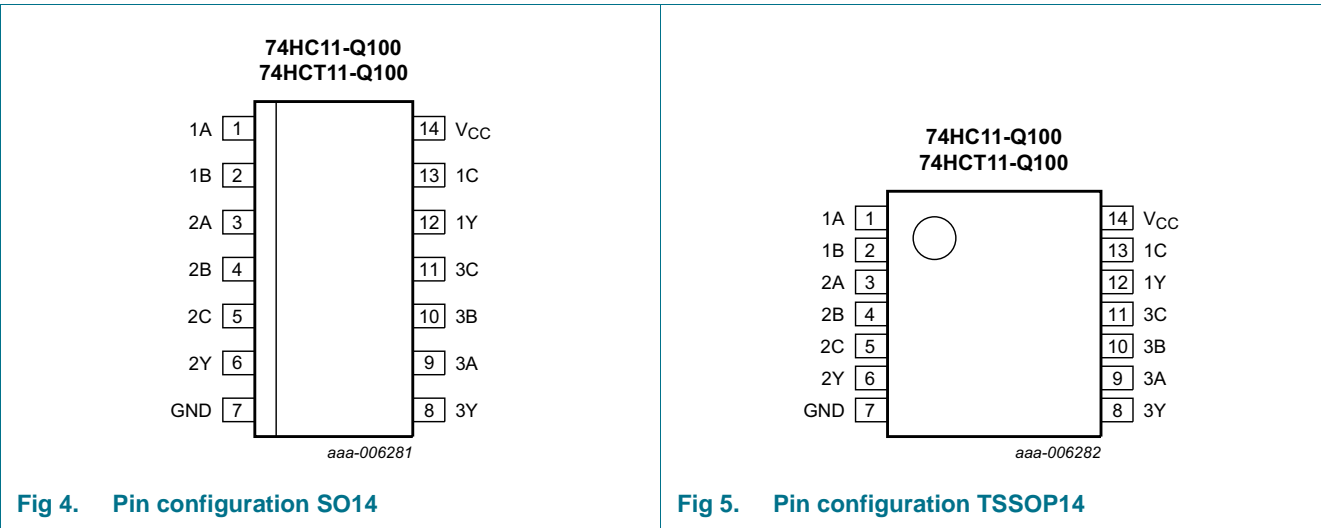 74HC11-Q100
74HCT11-Q100
1A 1 14 VCC
1B 2 13 1C
2A 3 12 1Y
2B 4 11 3C
2C 5 10 3B
2Y 6 9 3A
GND 7 8 3Y
aaa-006281
Fig 4. Pin configuration SO14
74HC11-Q100
74HCT11-Q100
1A 1 14 VCC
1B 2 13 1C
2A 3 12 1Y
2B 4 11 3C
2C 5 10 3B
2Y 6 9 3A
GND 7 8 3Y
aaa-006282
Fig 5. Pin configuration TSSOP14